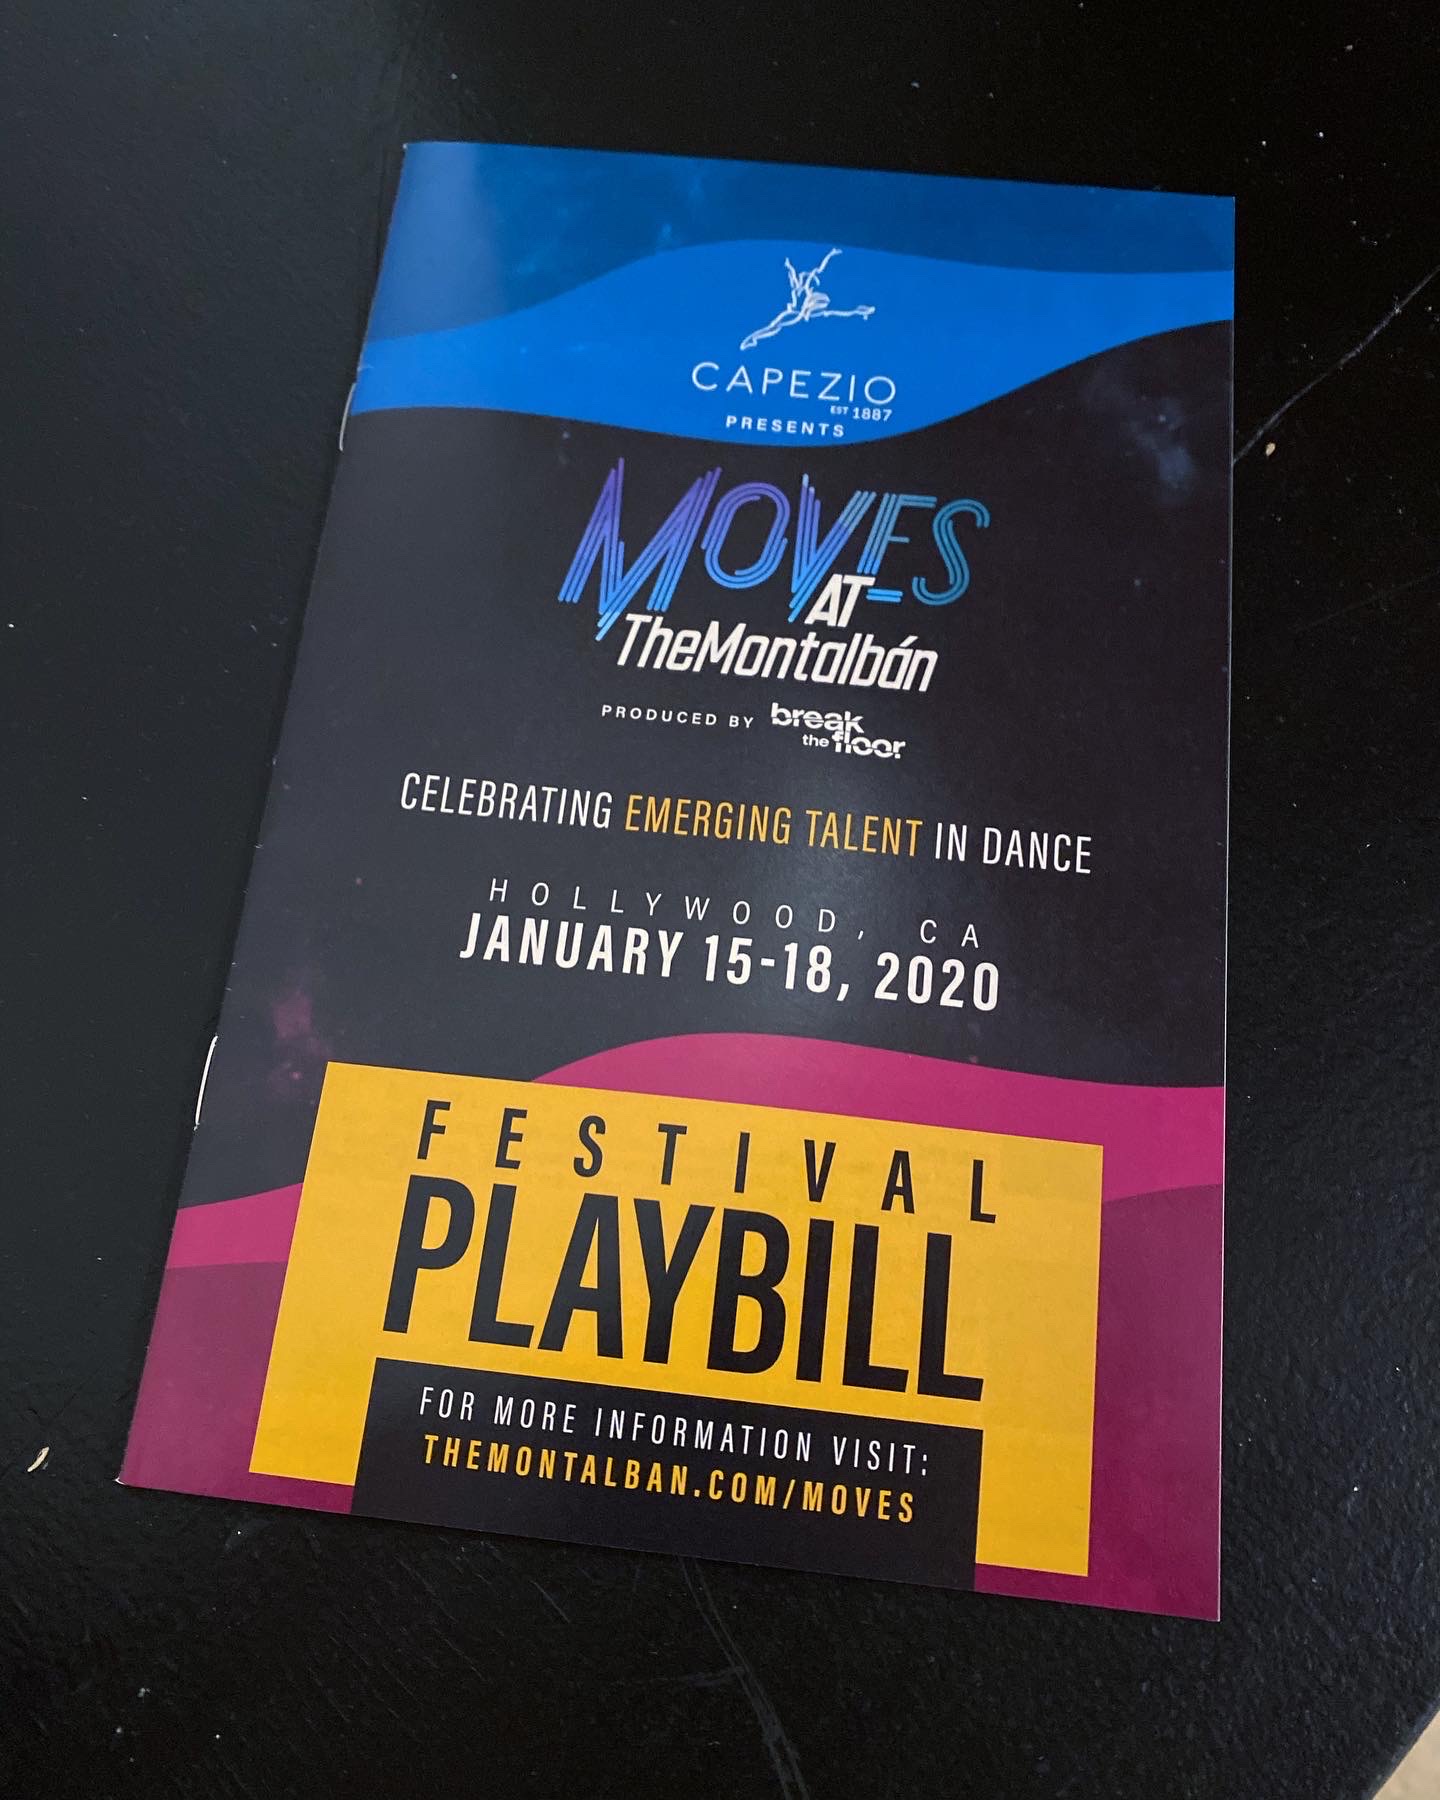 CAPEZIO
EST 1887
PRESENTS
MOVES
AT
TheMontalbán
PRODUCED BY break
the floor
CELEBRATING EMERGING TALENT IN DANCE
HOLLYWOOD, CA
JANUARY 15-18, 2020
FESTIVAL
PLAYBILL
FOR MORE INFORMATION VISIT:
THEMONTALBAN.COM/MOVES